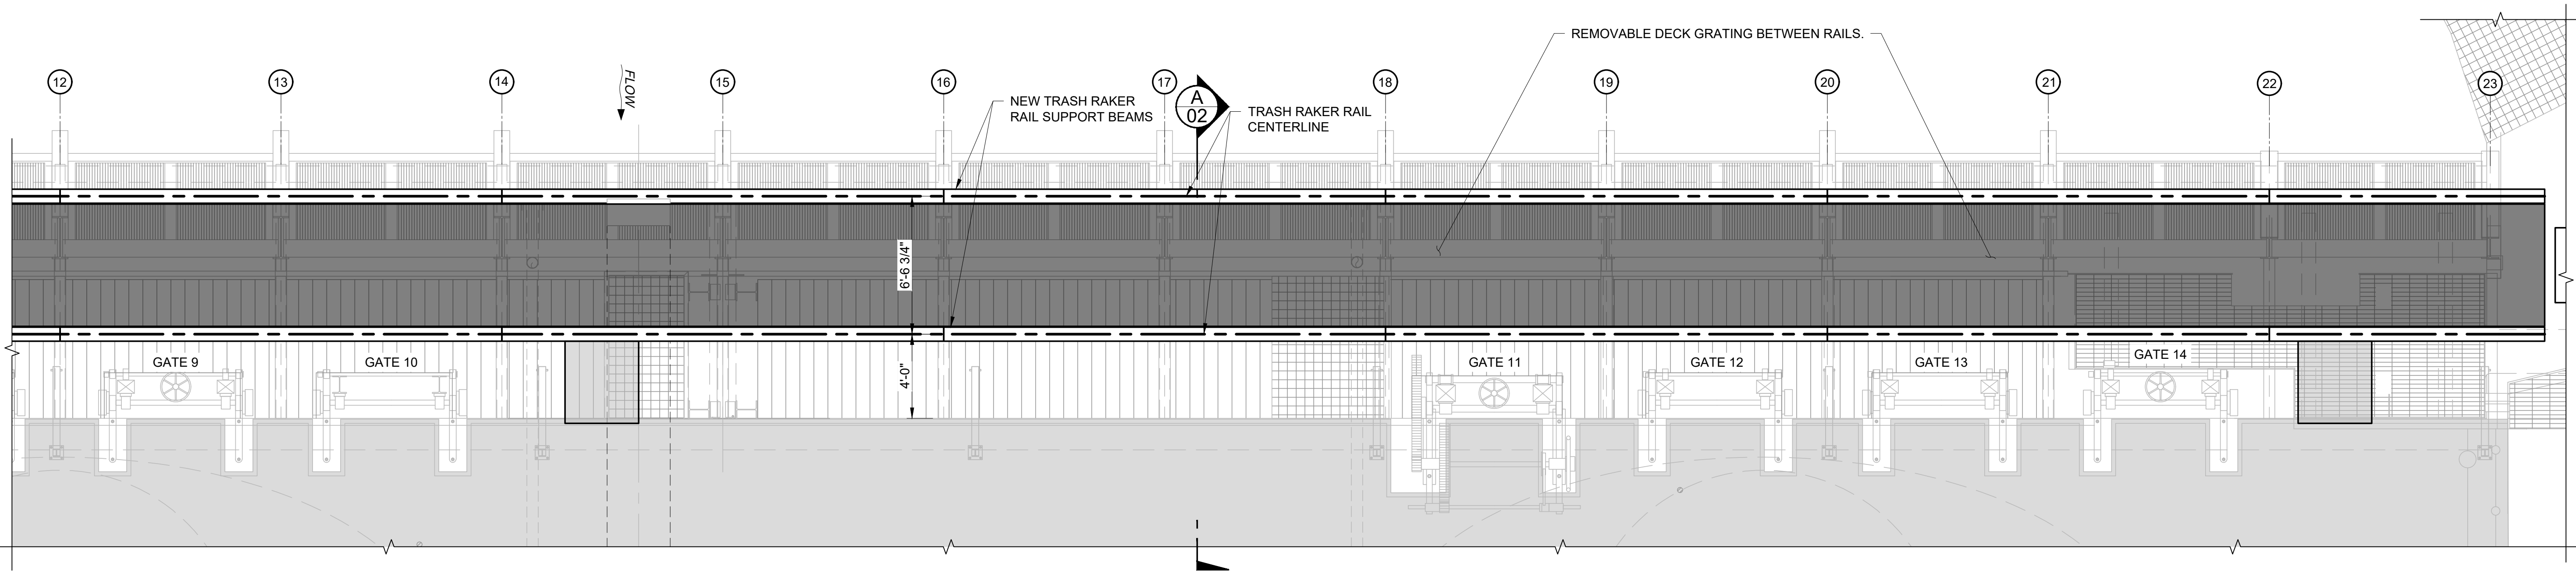 REMOVABLE DECK GRATING BETWEEN RAILS.
12
13
14
FLOW
15
16
17
18
19
20
21
22
23
NEW TRASH RAKER
RAIL SUPPORT BEAMS
A
02
TRASH RAKER RAIL
CENTERLINE
6'-6 3/4"
4'-0"
GATE 9
GATE 10
GATE 11
GATE 12
GATE 13
GATE 14